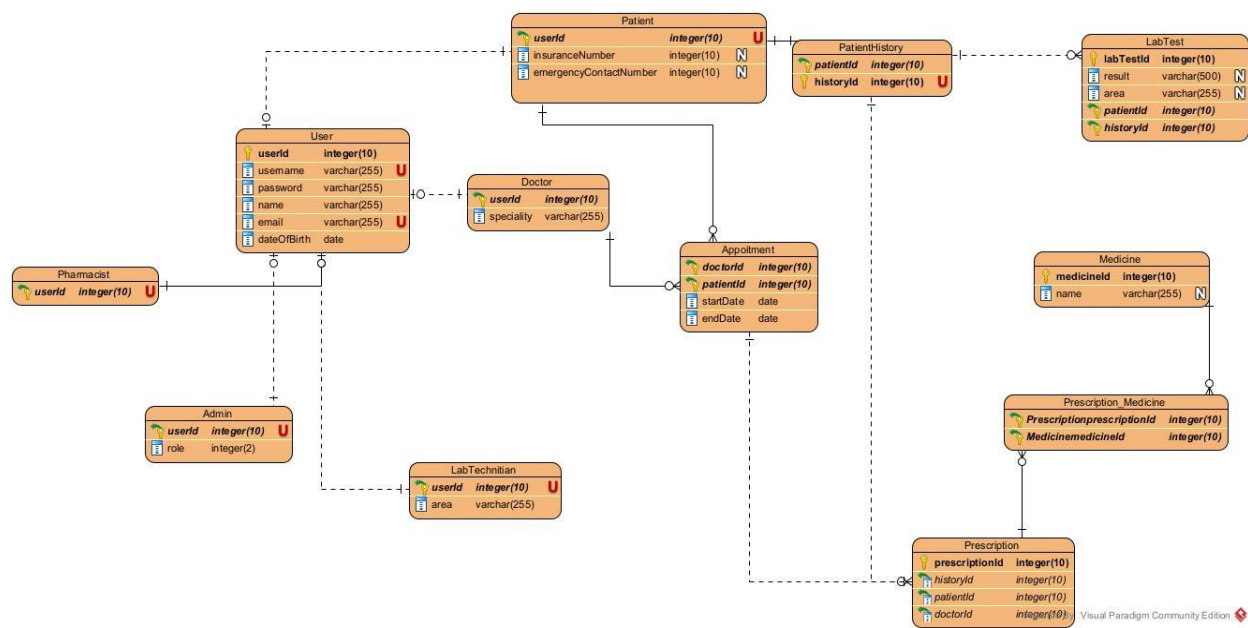 Patient
userId integer(10) U
insuranceNumber integer(10) N
emergencyContactNumber integer(10) N
PatientHistory
patientId integer(10)
historyId integer(10) U
LabTest
labTestId integer(10)
result varchar(500) N
area varchar(255) N
patientId integer(10)
historyId integer(10)
User
userId integer(10)
username varchar(255) U
password varchar(255)
name varchar(255)
email varchar(255) U
dateOfBirth date
Doctor
userId integer(10)
speciality varchar(255)
Appoitment
doctorId integer(10)
patientId integer(10)
startDate date
endDate date
Medicine
medicineId integer(10)
name varchar(255) N
Pharmacist
userId integer(10) U
Admin
userId integer(10) U
role integer(2)
LabTechnitian
userId integer(10) U
area varchar(255)
Prescription_Medicine
PrescriptionprescriptionId integer(10)
MedicinemedicineId integer(10)
Prescription
prescriptionId integer(10)
historyId integer(10)
patientId integer(10)
doctorId integer(10)
Visual Paradigm Community Edition